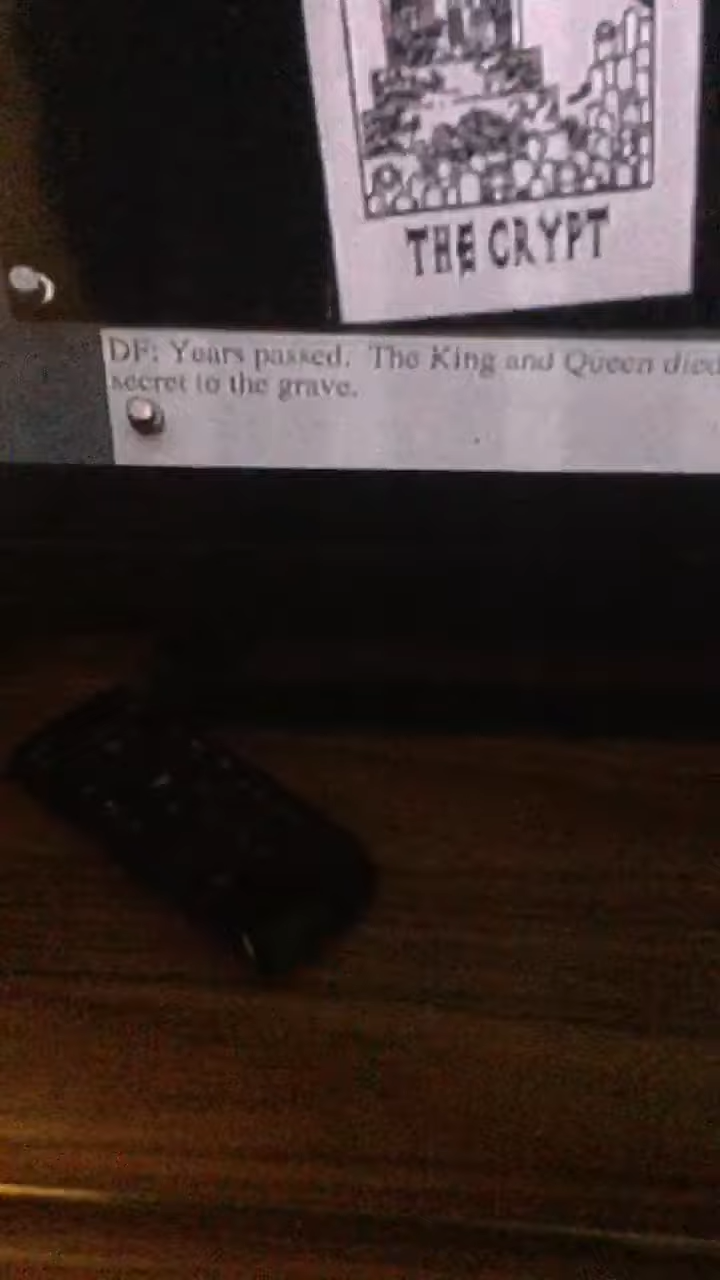 THE CRYPT
DF: Years passed. The King and Queen died
secret to the grave.